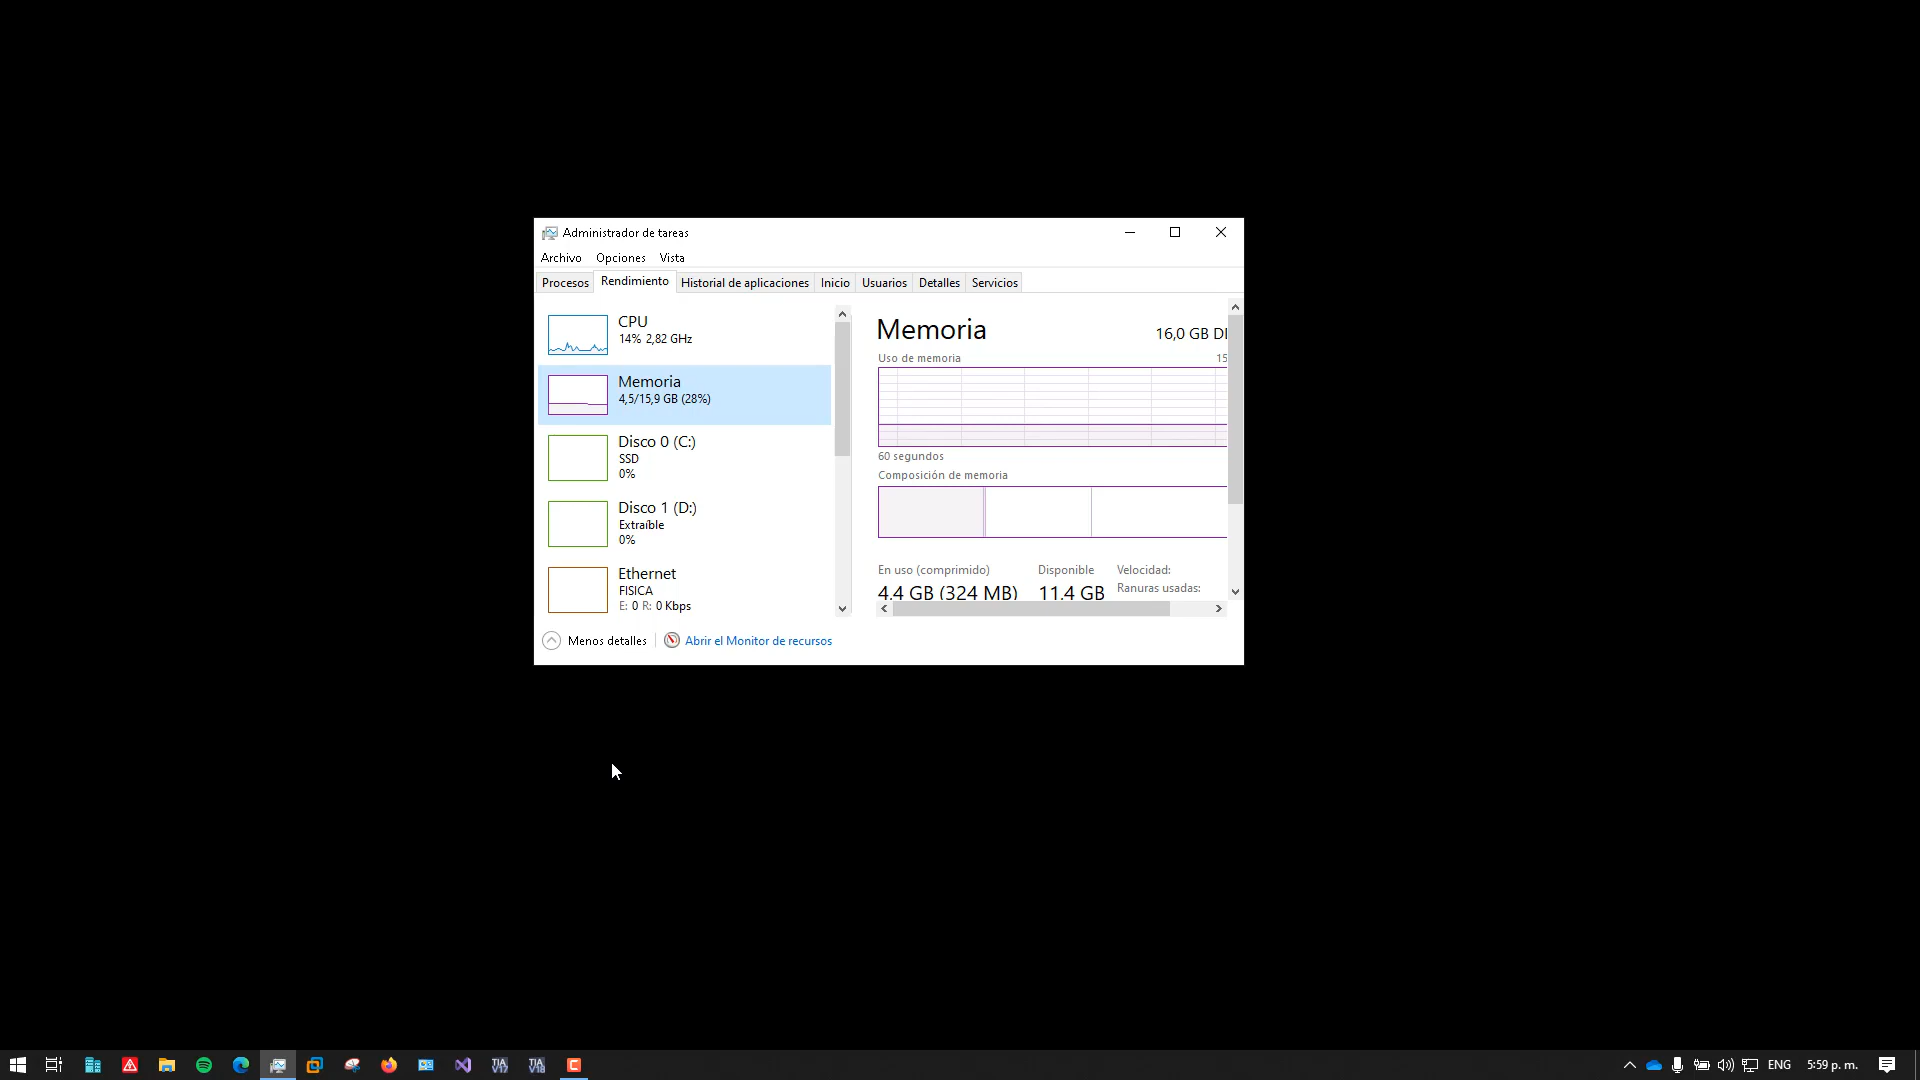 Administrador de tareas
Archivo Opciones Vista
Procesos Rendimiento Historial de aplicaciones Inicio Usuarios Detalles Servicios
CPU
14% 2,82 GHz
Memoria
4,5/15,9 GB (28%)
Disco 0 (C:)
SSD
0%
Disco 1 (D:)
Extraíble
0%
Ethernet
FISICA
E: 0 R: 0 Kbps
Memoria 16,0 GB DI
Uso de memoria 15
60 segundos
Composición de memoria
En uso (comprimido) Disponible Velocidad:
4,4 GB (324 MB) 11,4 GB Ranuras usadas:
Menos detalles Abrir el Monitor de recursos
TIA V17 TIA C ENG 5:59 p. m.